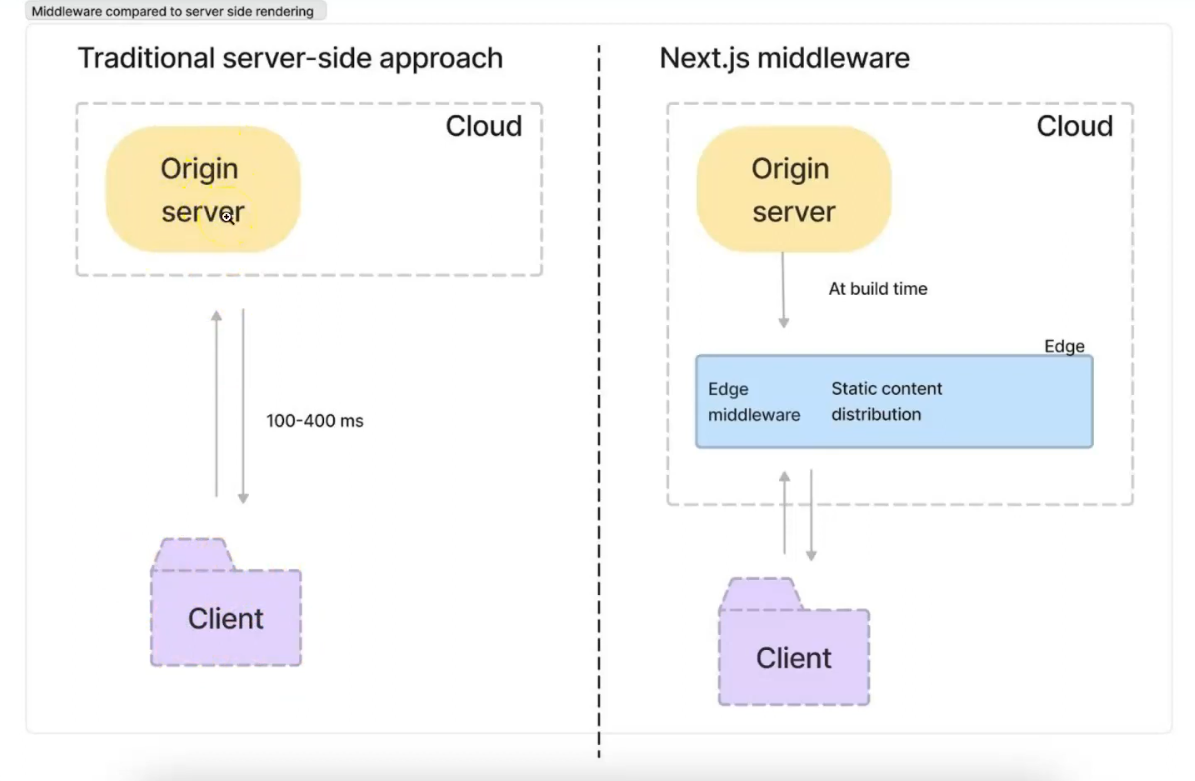 Middleware compared to server side rendering
Traditional server-side approach
Cloud
Origin
server
100-400 ms
Client
Next.js middleware
Cloud
Origin
server
At build time
Edge
Edge
middleware
Static content
distribution
Client